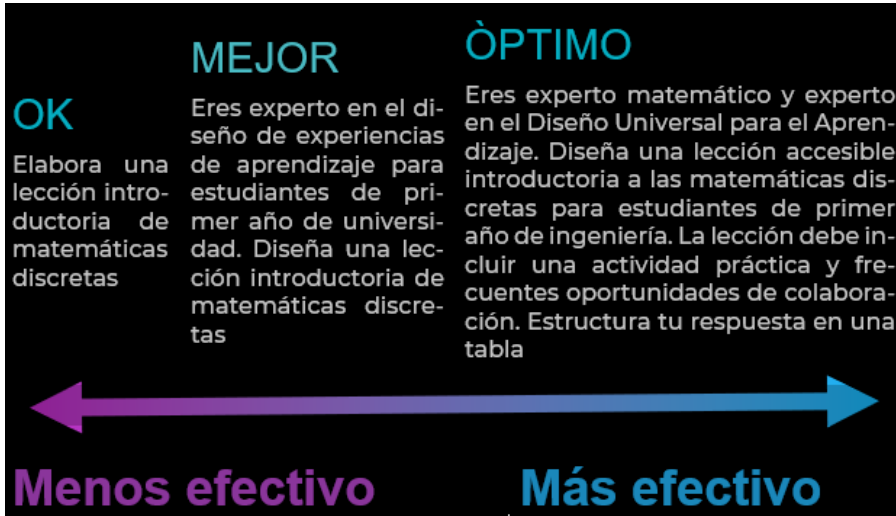 OK
Elabora una
lección intro-
ductoria de
matemáticas
discretas
MEJOR
Eres experto en el di-
seño de experiencias
de aprendizaje para
estudiantes de pri-
mer año de universi-
dad. Diseña una lec-
ción introductoria de
matemáticas discre-
tas
ÒPTIMO
Eres experto matemático y experto
en el Diseño Universal para el Apren-
dizaje. Diseña una lección accesible
introductoria a las matemáticas dis-
cretas para estudiantes de primer
año de ingeniería. La lección debe in-
cluir una actividad práctica y fre-
cuentes oportunidades de colabora-
ción. Estructura tu respuesta en una
tabla
Menos efectivo
Más efectivo